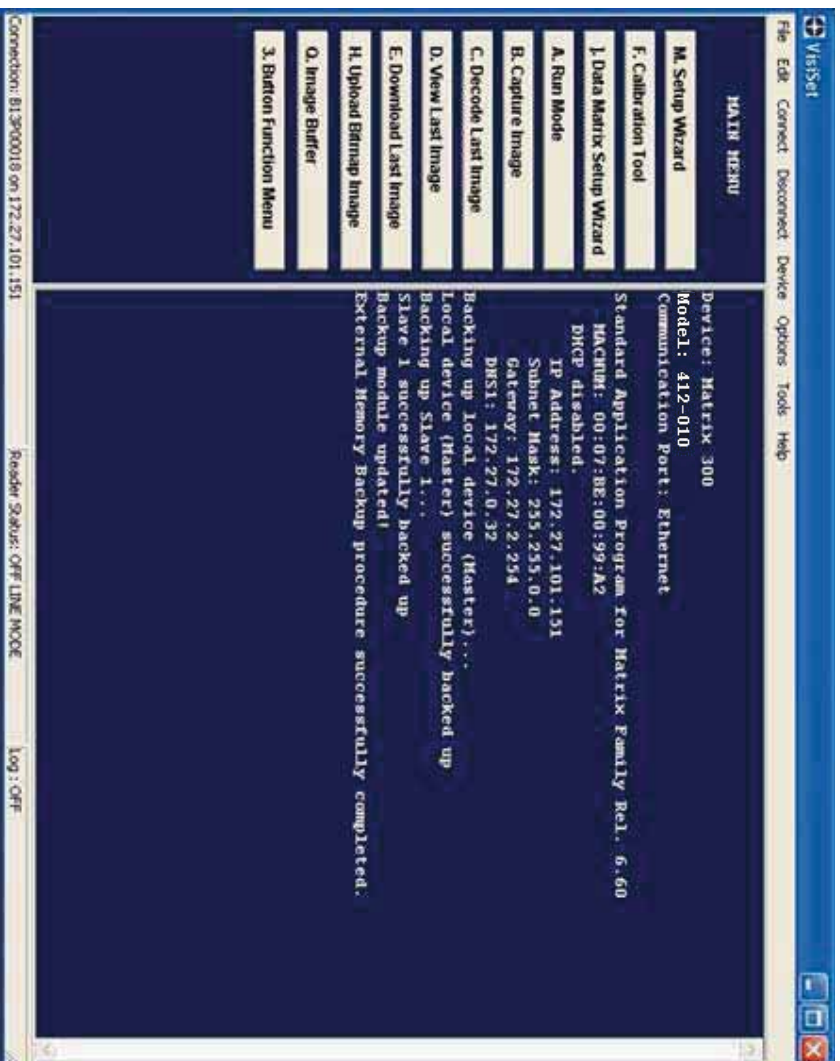 VisiSet
File Edit Connect Disconnect Device Options Tools Help
MAIN MENU
M. Setup Wizard
F. Calibration Tool
J. Data Matrix Setup Wizard
A. Run Mode
B. Capture Image
C. Decode Last Image
D. View Last Image
E. Download Last Image
H. Upload Bitmap Image
Q. Image Buffer
3. Button Function Menu
Device: Matrix 300
Model: 412-010
Communication Port: Ethernet
Standard Application Program for Matrix Family Rel. 6.60
MACNUM: 00:07:BE:00:99:A2
DHCP disabled.
IP Address: 172.27.101.151
Subnet Mask: 255.255.0.0
Gateway: 172.27.2.254
DNS1: 172.27.0.32
Backing up local device (Master)...
Local device (Master) successfully backed up
Backing up Slave 1...
Slave 1 successfully backed up
Backup module updated!
External Memory Backup procedure successfully completed.
Connection: B13P00018 on 172.27.101.151
Reader Status: OFF LINE MODE
Log : OFF